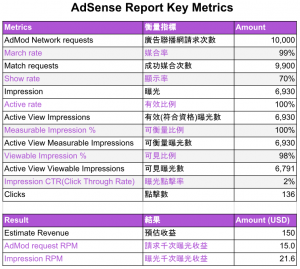 AdSense Report Key Metrics
Metrics 衡量指標 Amount
AdMod Network requests 廣告聯播網請求次數 10,000
March rate 媒合率 99%
Match requests 成功媒合次數 9,900
Show rate 顯示率 70%
Impression 曝光 6,930
Active rate 有效比例 100%
Active View Impressions 有效(符合資格)曝光數 6,930
Measurable Impression % 可衡量比例 100%
Active View Measurable Impressions 可衡量曝光數 6,930
Viewable Impression % 可見比例 98%
Active View Viewable Impressions 可見曝光數 6,791
Impression CTR(Click Through Rate) 曝光點擊率 2%
Clicks 點擊數 136
Result 結果 Amount (USD)
Estimate Revenue 預估收益 150
AdMod request RPM 請求千次曝光收益 15.0
Impression RPM 曝光千次曝光收益 21.6